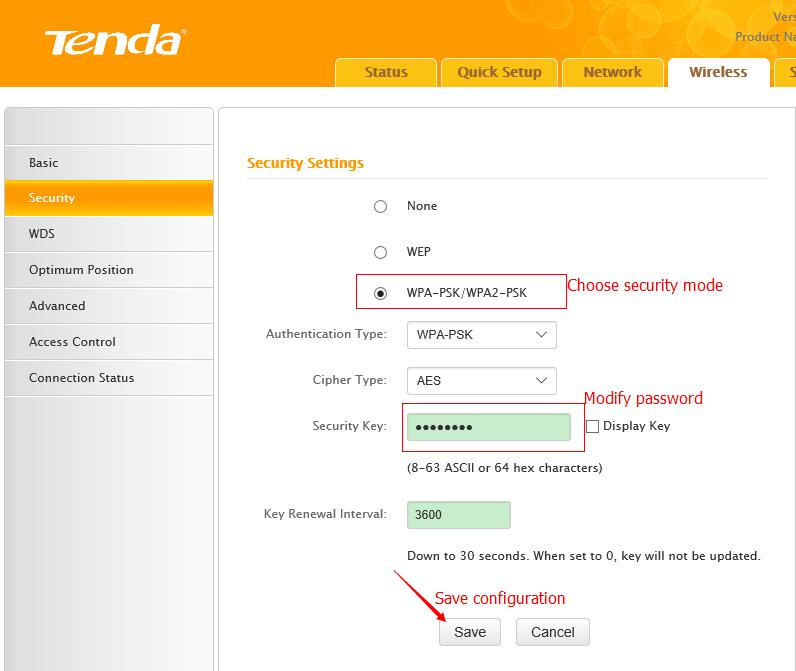 Tenda®
Vers
Product Na
Status Quick Setup Network Wireless S
Basic
Security
WDS
Optimum Position
Advanced
Access Control
Connection Status
Security Settings
None
WEP
WPA-PSK/WPA2-PSK Choose security mode
Authentication Type: WPA-PSK
Cipher Type: AES
Modify password
Security Key: ●●●●●●●● Display Key
(8-63 ASCII or 64 hex characters)
Key Renewal Interval: 3600
Down to 30 seconds. When set to 0, key will not be updated.
Save configuration
Save Cancel